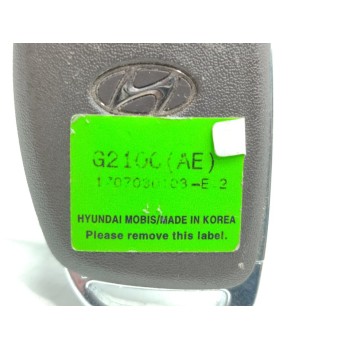 G2100(AE)
HYUNDAI MOBIS/MADE IN KOREA
Please remove this label.